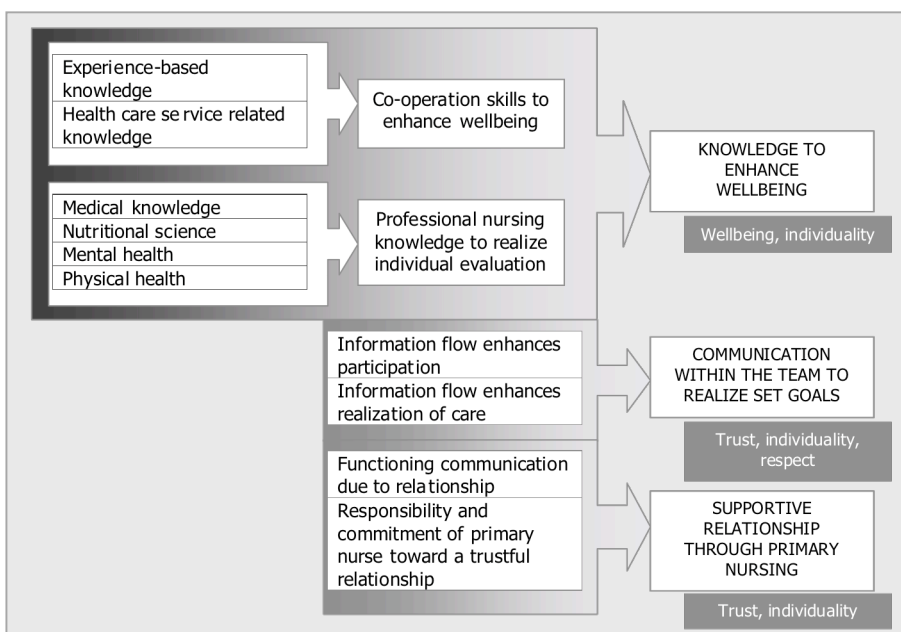 Experience-based
knowledge
Health care se rvice related
knowledge
Co-operation skills to
enhance wellbeing
Medical knowledge
Nutritional science
Mental health
Physical health
Professional nursing
knowledge to realize
individual evaluation
KNOWLEDGE TO
ENHANCE
WELLBEING
Wellbeing, individuality
Information flow enhances
participation
Information flow enhances
realization of care
COMMUNICATION
WITHIN THE TEAM TO
REALIZE SET GOALS
Trust, individuality,
respect
Functioning communication
due to relationship
Responsibility and
commitment of primary
nurse toward a trustful
relationship
SUPPORTIVE
RELATIONSHIP
THROUGH PRIMARY
NURSING
Trust, individuality